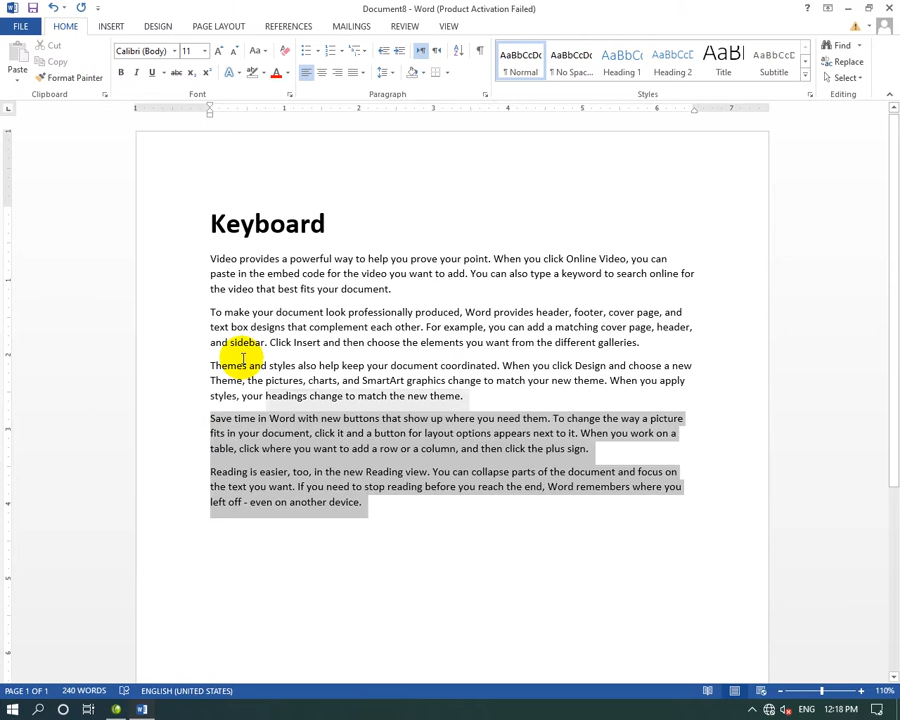 Document8 - Word (Product Activation Failed)
FILE HOME INSERT DESIGN PAGE LAYOUT REFERENCES MAILINGS REVIEW VIEW
Paste
Cut
Copy
Format Painter
Clipboard
Calibri (Body) 11
Font
Paragraph
AaBbCcDc AaBbCcDc AaBbCc AaBbCcD AaBl AaBbCcD
¶ Normal ¶ No Spac... Heading 1 Heading 2 Title Subtitle
Styles
Find
Replace
Select
Editing
Keyboard
Video provides a powerful way to help you prove your point. When you click Online Video, you can
paste in the embed code for the video you want to add. You can also type a keyword to search online for
the video that best fits your document.
To make your document look professionally produced, Word provides header, footer, cover page, and
text box designs that complement each other. For example, you can add a matching cover page, header,
and sidebar. Click Insert and then choose the elements you want from the different galleries.
Themes and styles also help keep your document coordinated. When you click Design and choose a new
Theme, the pictures, charts, and SmartArt graphics change to match your new theme. When you apply
styles, your headings change to match the new theme.
Save time in Word with new buttons that show up where you need them. To change the way a picture
fits in your document, click it and a button for layout options appears next to it. When you work on a
table, click where you want to add a row or a column, and then click the plus sign.
Reading is easier, too, in the new Reading view. You can collapse parts of the document and focus on
the text you want. If you need to stop reading before you reach the end, Word remembers where you
left off - even on another device.
PAGE 1 OF 1 240 WORDS ENGLISH (UNITED STATES) 110%
ENG 12:18 PM